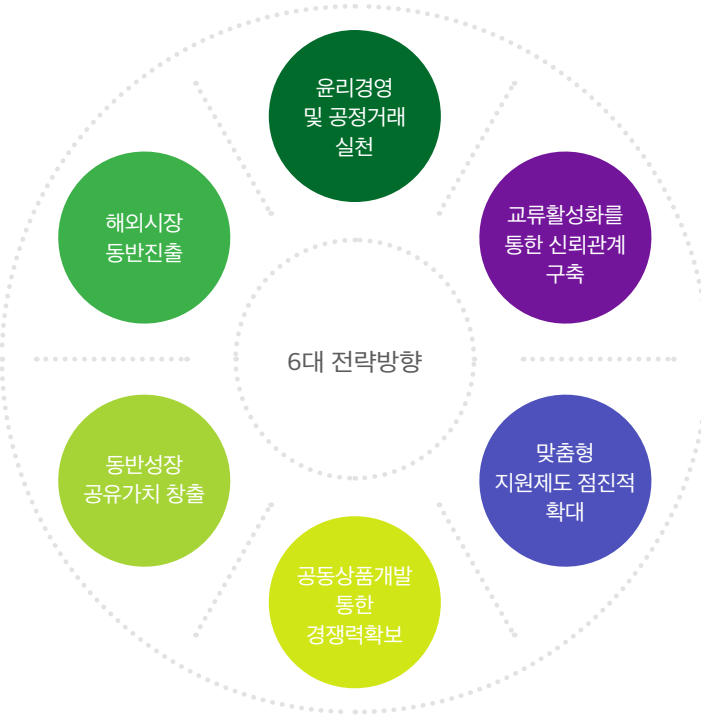 윤리경영
및 공정거래
실천
교류활성화를
통한 신뢰관계
구축
맞춤형
지원제도 점진적
확대
공동상품개발
통한
경쟁력확보
동반성장
공유가치 창출
해외시장
동반진출
6대 전략방향